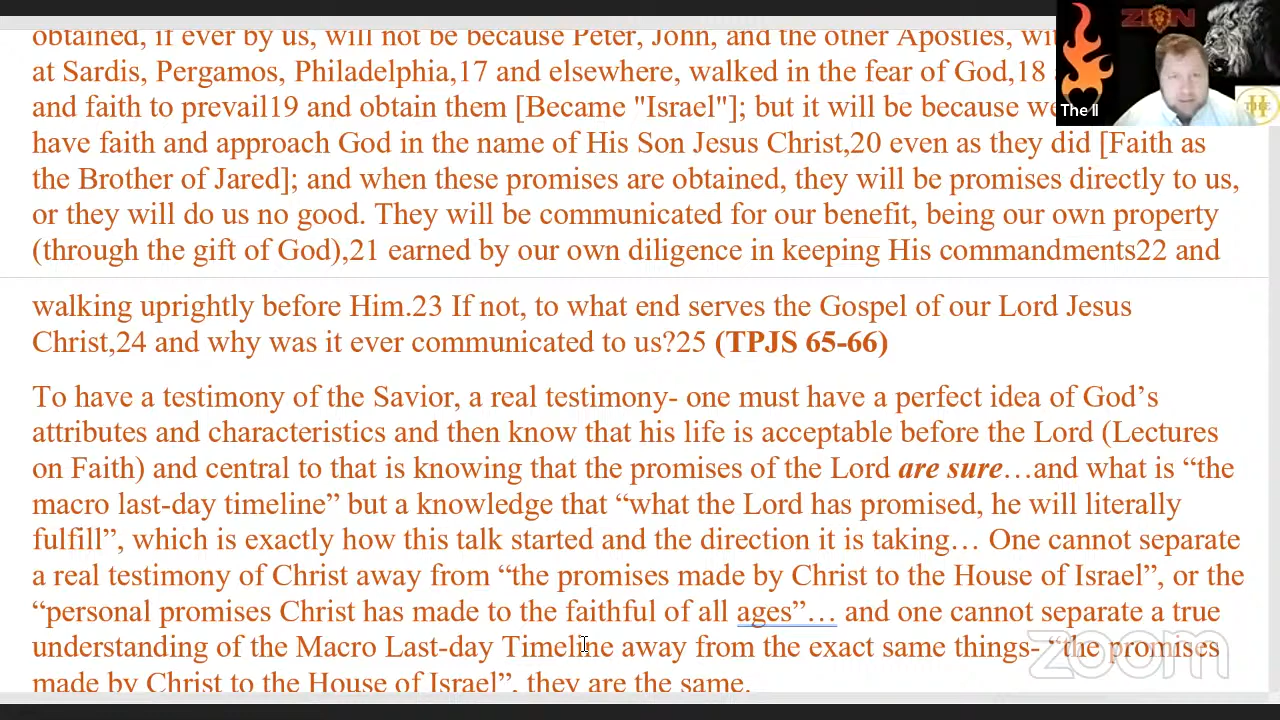 obtained, if ever by us, will not be because Peter, John, and the other Apostles,
at Sardis, Pergamos, Philadelphia,17 and elsewhere, walked in the fear of God,18
and faith to prevail19 and obtain them [Became "Israel"]; but it will be because
have faith and approach God in the name of His Son Jesus Christ,20 even as they did [Faith as
the Brother of Jared]; and when these promises are obtained, they will be promises directly to us,
or they will do us no good. They will be communicated for our benefit, being our own property
(through the gift of God),21 earned by our own diligence in keeping His commandments22 and
walking uprightly before Him.23 If not, to what end serves the Gospel of our Lord Jesus
Christ,24 and why was it ever communicated to us?25 (TPJS 65-66)
To have a testimony of the Savior, a real testimony- one must have a perfect idea of God’s
attributes and characteristics and then know that his life is acceptable before the Lord (Lectures
on Faith) and central to that is knowing that the promises of the Lord are sure…and what is “the
macro last-day timeline” but a knowledge that “what the Lord has promised, he will literally
fulfill”, which is exactly how this talk started and the direction it is taking… One cannot separate
a real testimony of Christ away from “the promises made by Christ to the House of Israel”, or the
“personal promises Christ has made to the faithful of all ages”… and one cannot separate a true
understanding of the Macro Last-day Timeline away from the exact same things- “the promises
made by Christ to the House of Israel”, they are the same.
ZION
The II
zoom